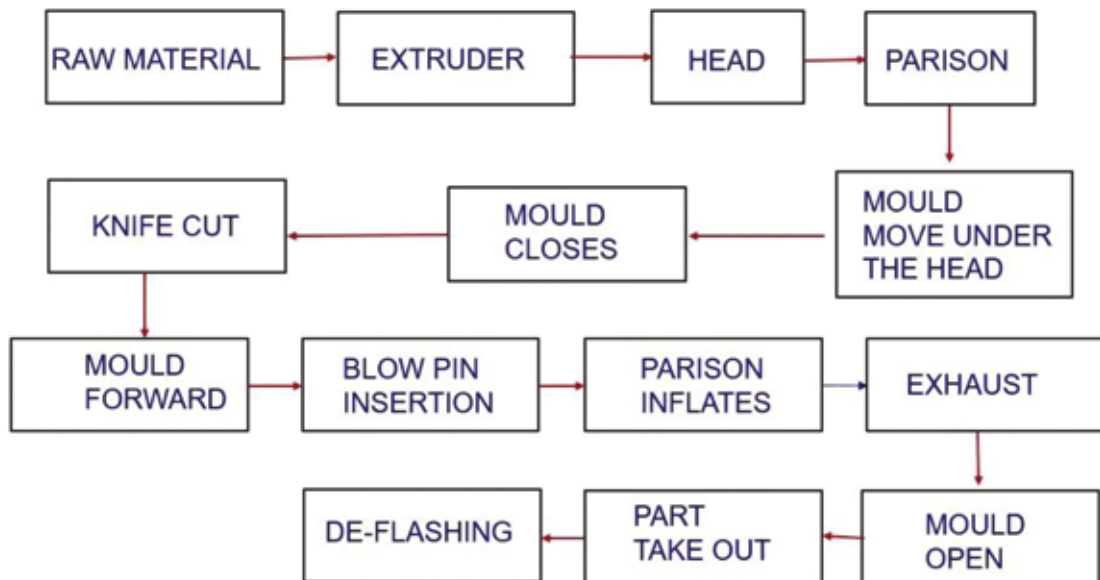 RAW MATERIAL
EXTRUDER
HEAD
PARISON
MOULD
MOVE UNDER
THE HEAD
MOULD
CLOSES
KNIFE CUT
MOULD
FORWARD
BLOW PIN
INSERTION
PARISON
INFLATES
EXHAUST
MOULD
OPEN
PART
TAKE OUT
DE-FLASHING